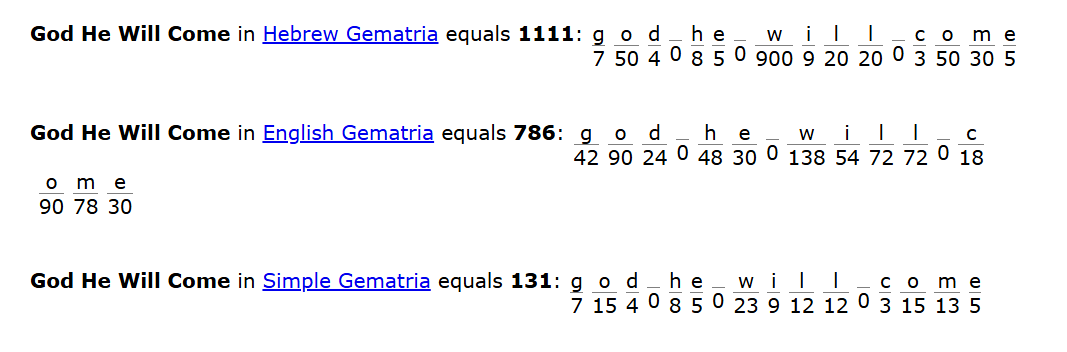 God He Will Come in Hebrew Gematria equals 1111: g o d _ h e _ w i l l _ c o m e
7 50 4 0 8 5 0 900 9 20 20 0 3 50 30 5
God He Will Come in English Gematria equals 786: g o d _ h e _ w i l l _ c
42 90 24 0 48 30 0 138 54 72 72 0 18
o m e
90 78 30
God He Will Come in Simple Gematria equals 131: g o d _ h e _ w i l l _ c o m e
7 15 4 0 8 5 0 23 9 12 12 0 3 15 13 5